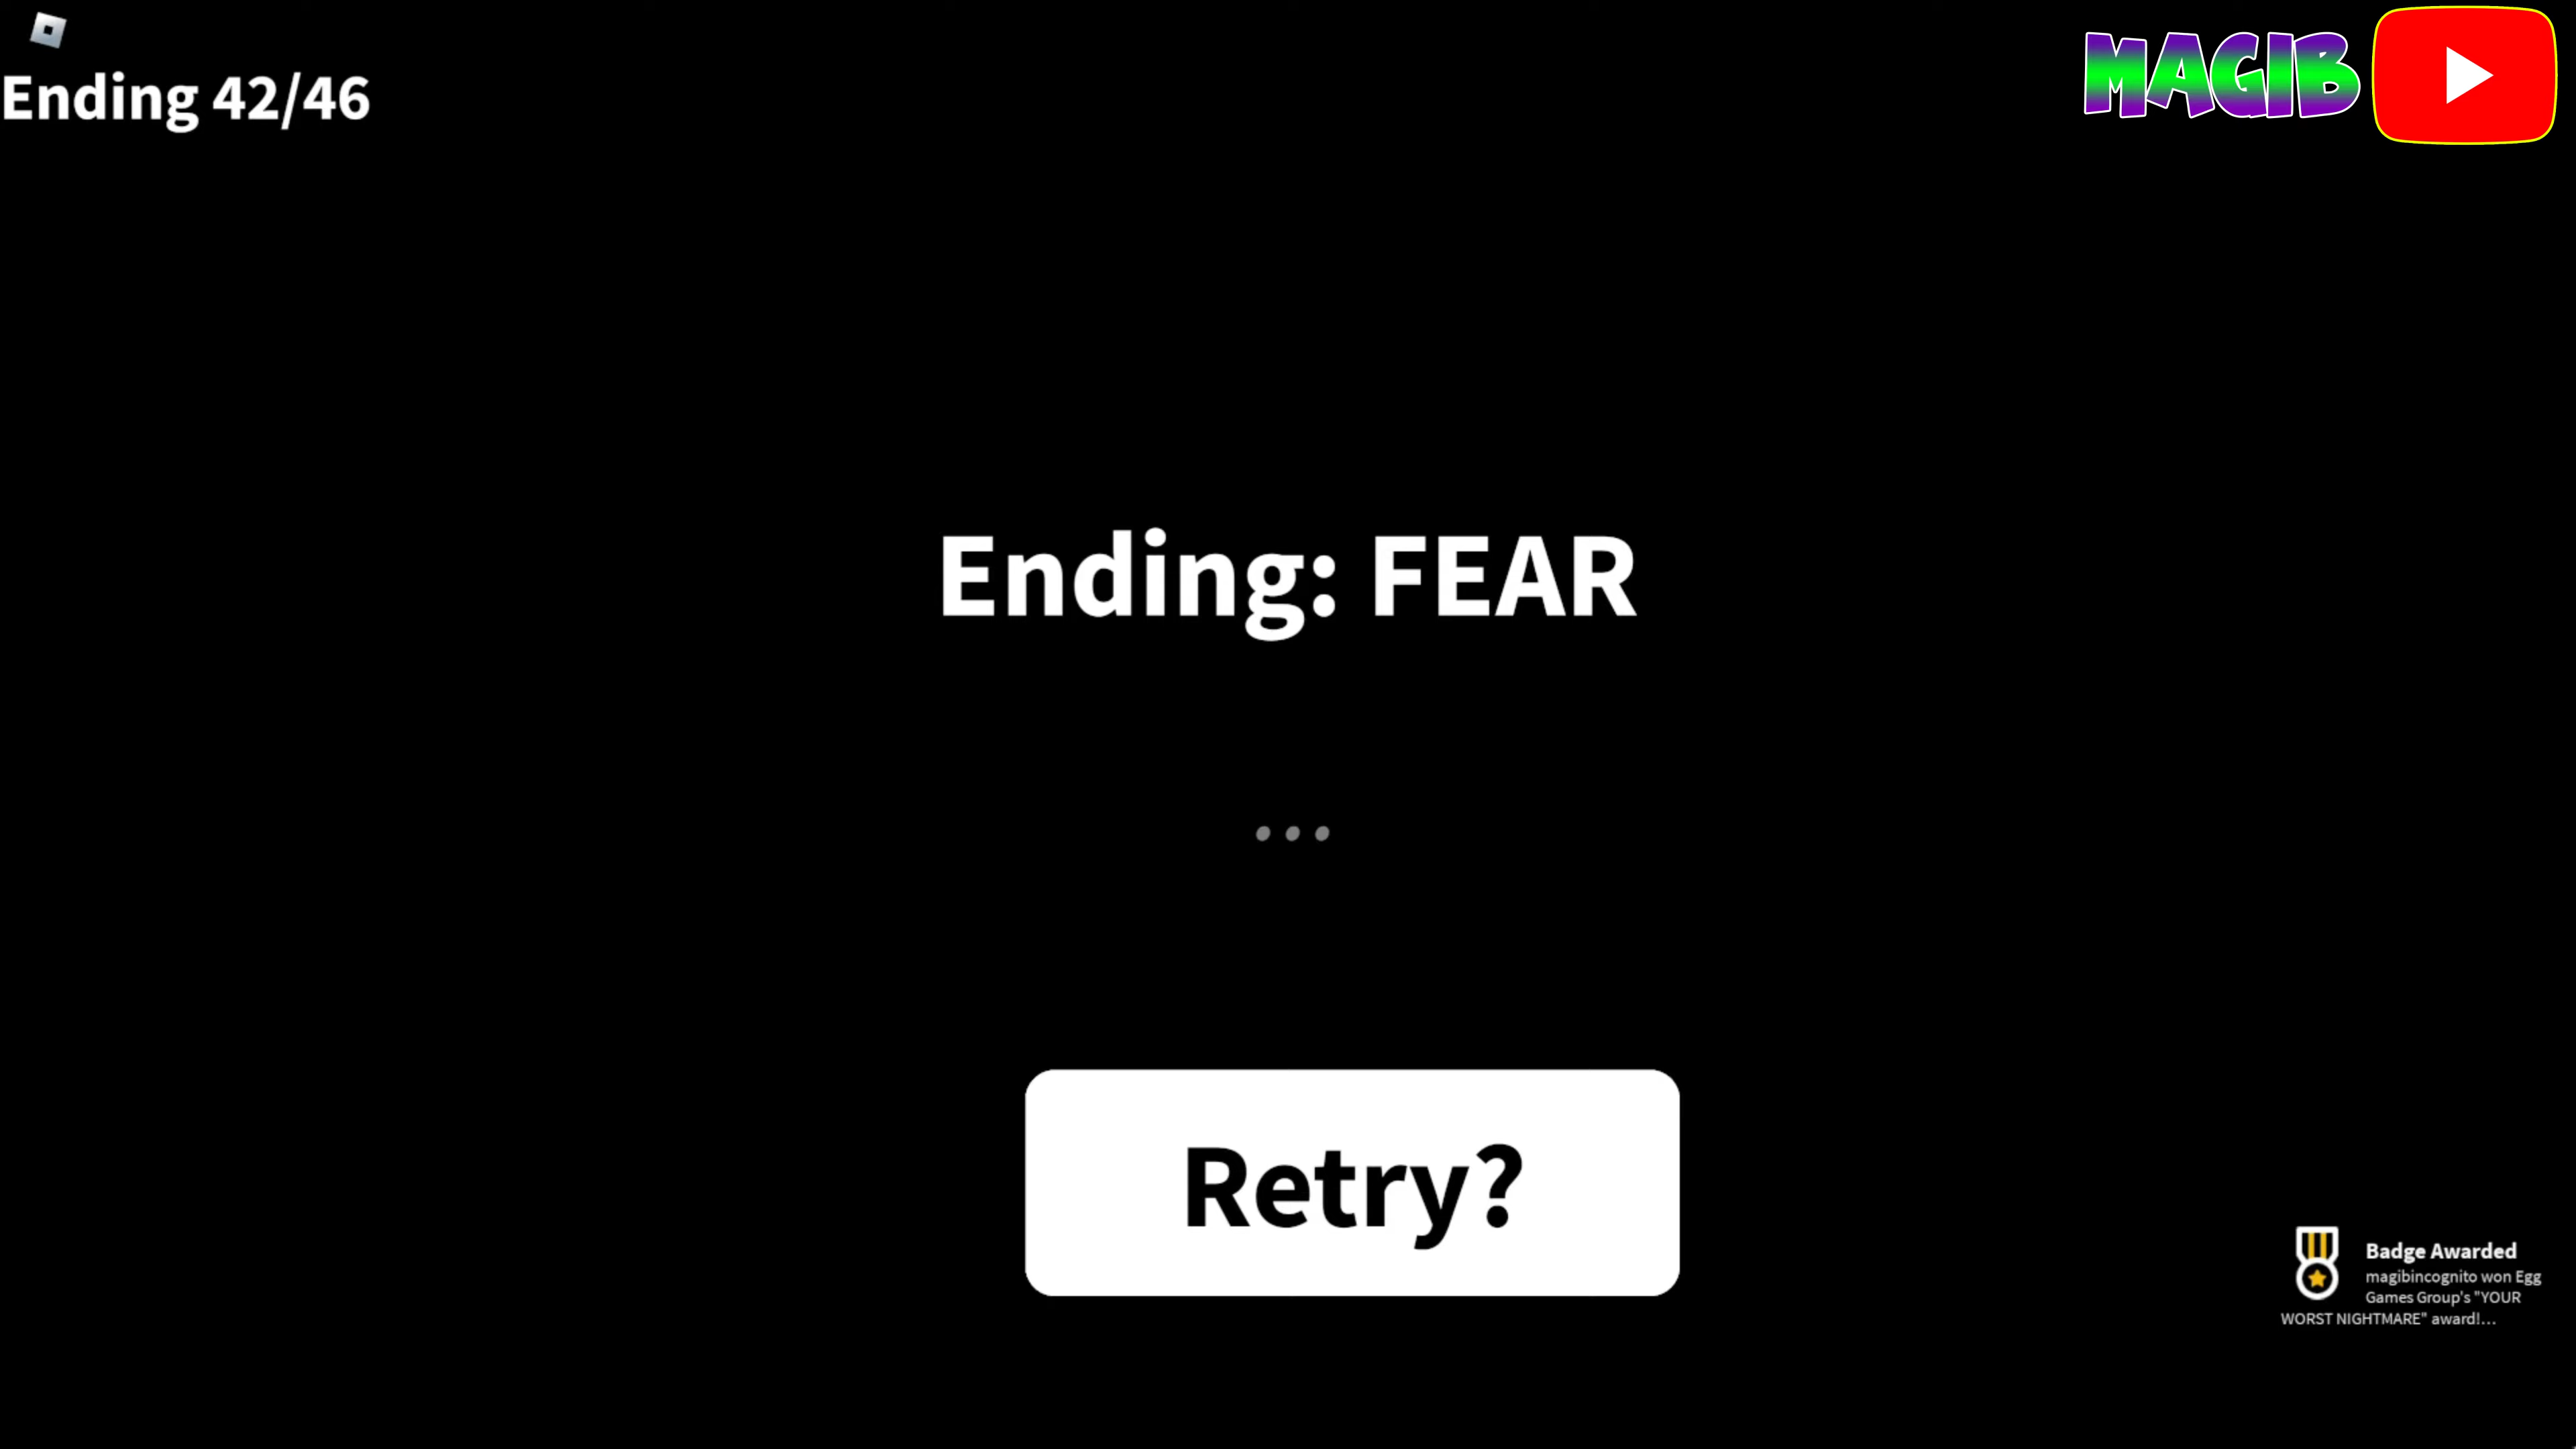 MAGIB
Ending 42/46
Ending: FEAR
...
Retry?
Badge Awarded
magibincognito won Egg
Games Group's "YOUR
WORST NIGHTMARE" award!...